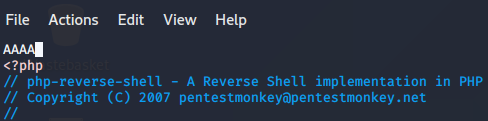 File Actions Edit View Help
AAAA
<?php
// php-reverse-shell - A Reverse Shell implementation in PHP
// Copyright (C) 2007 pentestmonkey@pentestmonkey.net
//